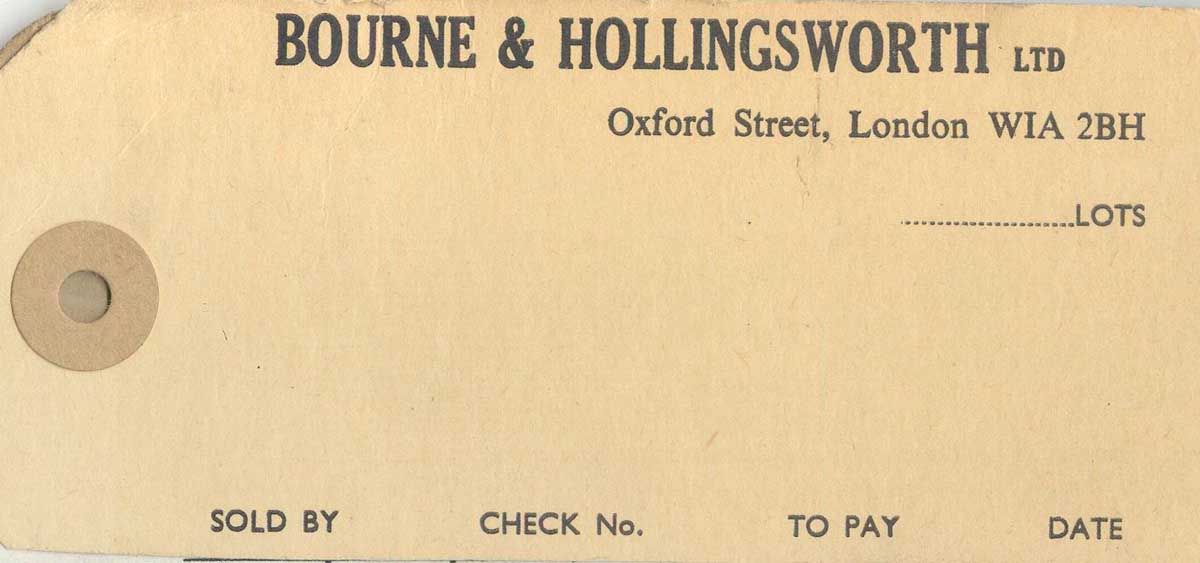 BOURNE & HOLLINGSWORTH LTD
Oxford Street, London WIA 2BH
.........................LOTS
SOLD BY CHECK No. TO PAY DATE